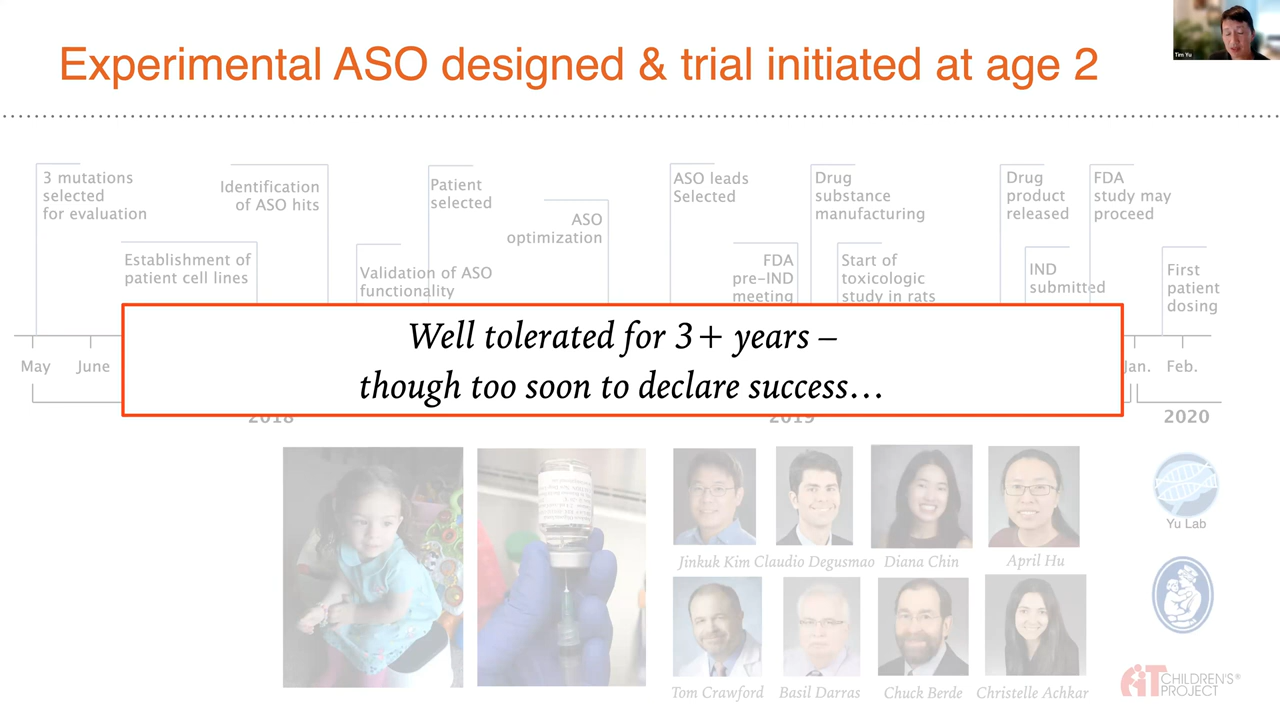 Tim Yu
Experimental ASO designed & trial initiated at age 2
3 mutations
selected
for evaluation
Establishment of
patient cell lines
Identification
of ASO hits
Validation of ASO
functionality
Patient
selected
ASO
optimization
ASO leads
Selected
FDA
pre-IND
meeting
Drug
substance
manufacturing
Start of
toxicologic
study in rats
Drug
product
released
IND
submitted
FDA
study may
proceed
First
patient
dosing
Well tolerated for 3+ years –
though too soon to declare success…
May June
Jan. Feb.
2018 2019 2020
Jinkuk Kim Claudio Degusmao Diana Chin April Hu
Yu Lab
Tom Crawford Basil Darras Chuck Berde Christelle Achkar
A-T CHILDREN'S®
PROJECT